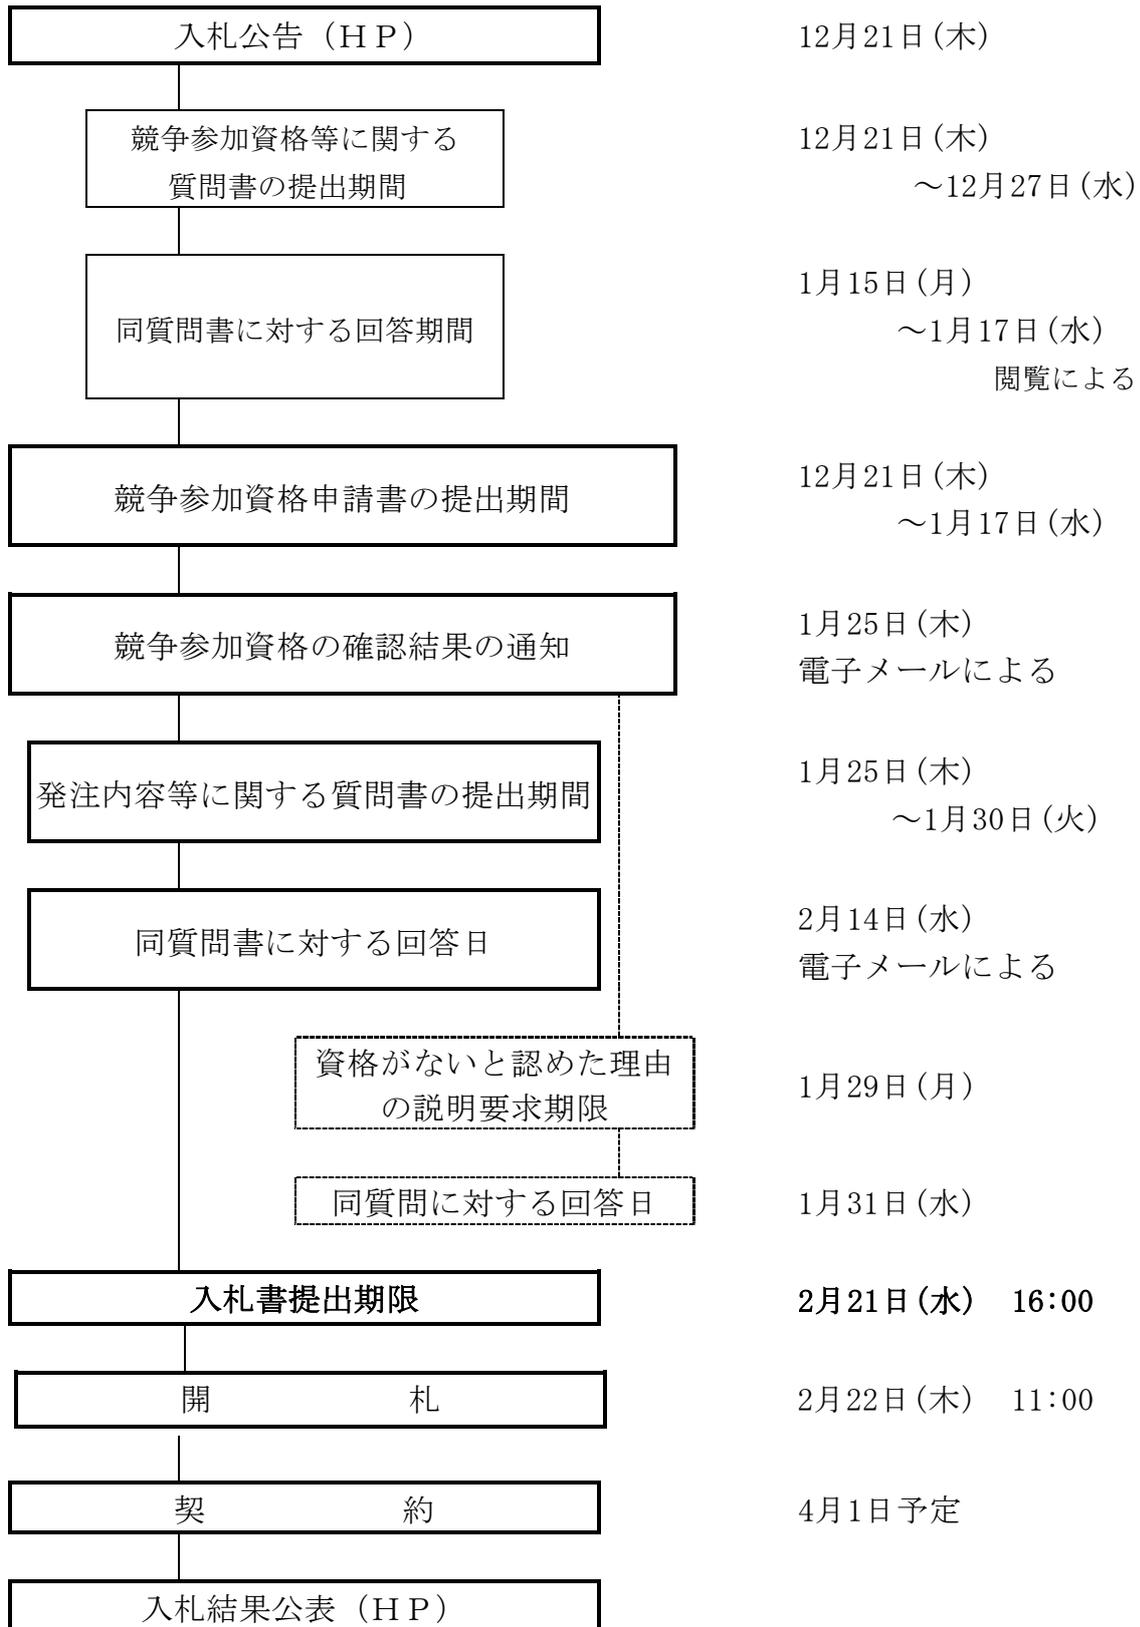 入札公告（ＨＰ）
12月21日(木)
競争参加資格等に関する
質問書の提出期間
12月21日(木)
～12月27日(水)
同質問書に対する回答期間
1月15日(月)
～1月17日(水)
閲覧による
競争参加資格申請書の提出期間
12月21日(木)
～1月17日(水)
競争参加資格の確認結果の通知
1月25日(木)
電子メールによる
発注内容等に関する質問書の提出期間
1月25日(木)
～1月30日(火)
同質問書に対する回答日
2月14日(水)
電子メールによる
資格がないと認めた理由
の説明要求期限
1月29日(月)
同質問に対する回答日
1月31日(水)
入札書提出期限
2月21日(水)　16:00
開　札
2月22日(木)　11:00
契　約
4月1日予定
入札結果公表（ＨＰ）